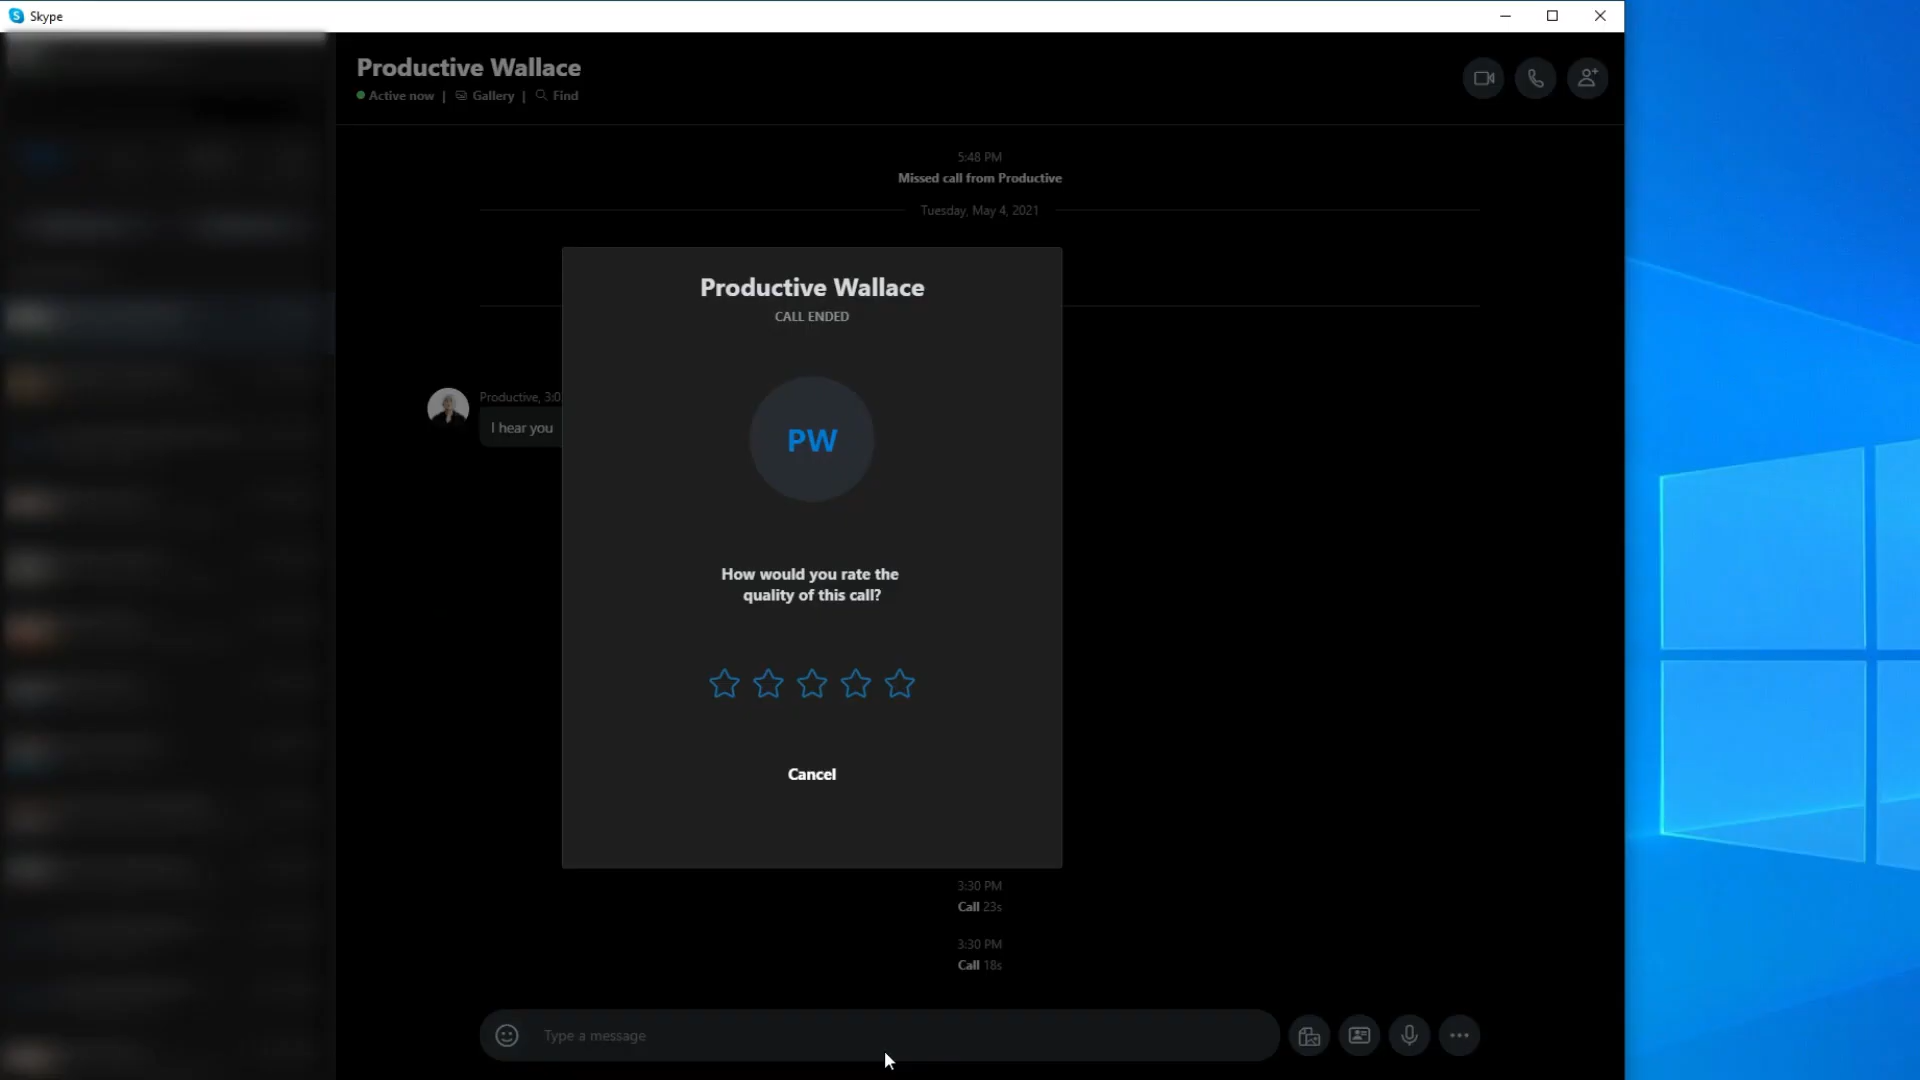 Skype
Productive Wallace
Active now | Gallery | Find
5:48 PM
Missed call from Productive
Tuesday, May 4, 2021
Productive Wallace
CALL ENDED
Productive, 3:0
I hear you
PW
How would you rate the
quality of this call?
Cancel
3:30 PM
Call 23s
3:30 PM
Call 18s
Type a message